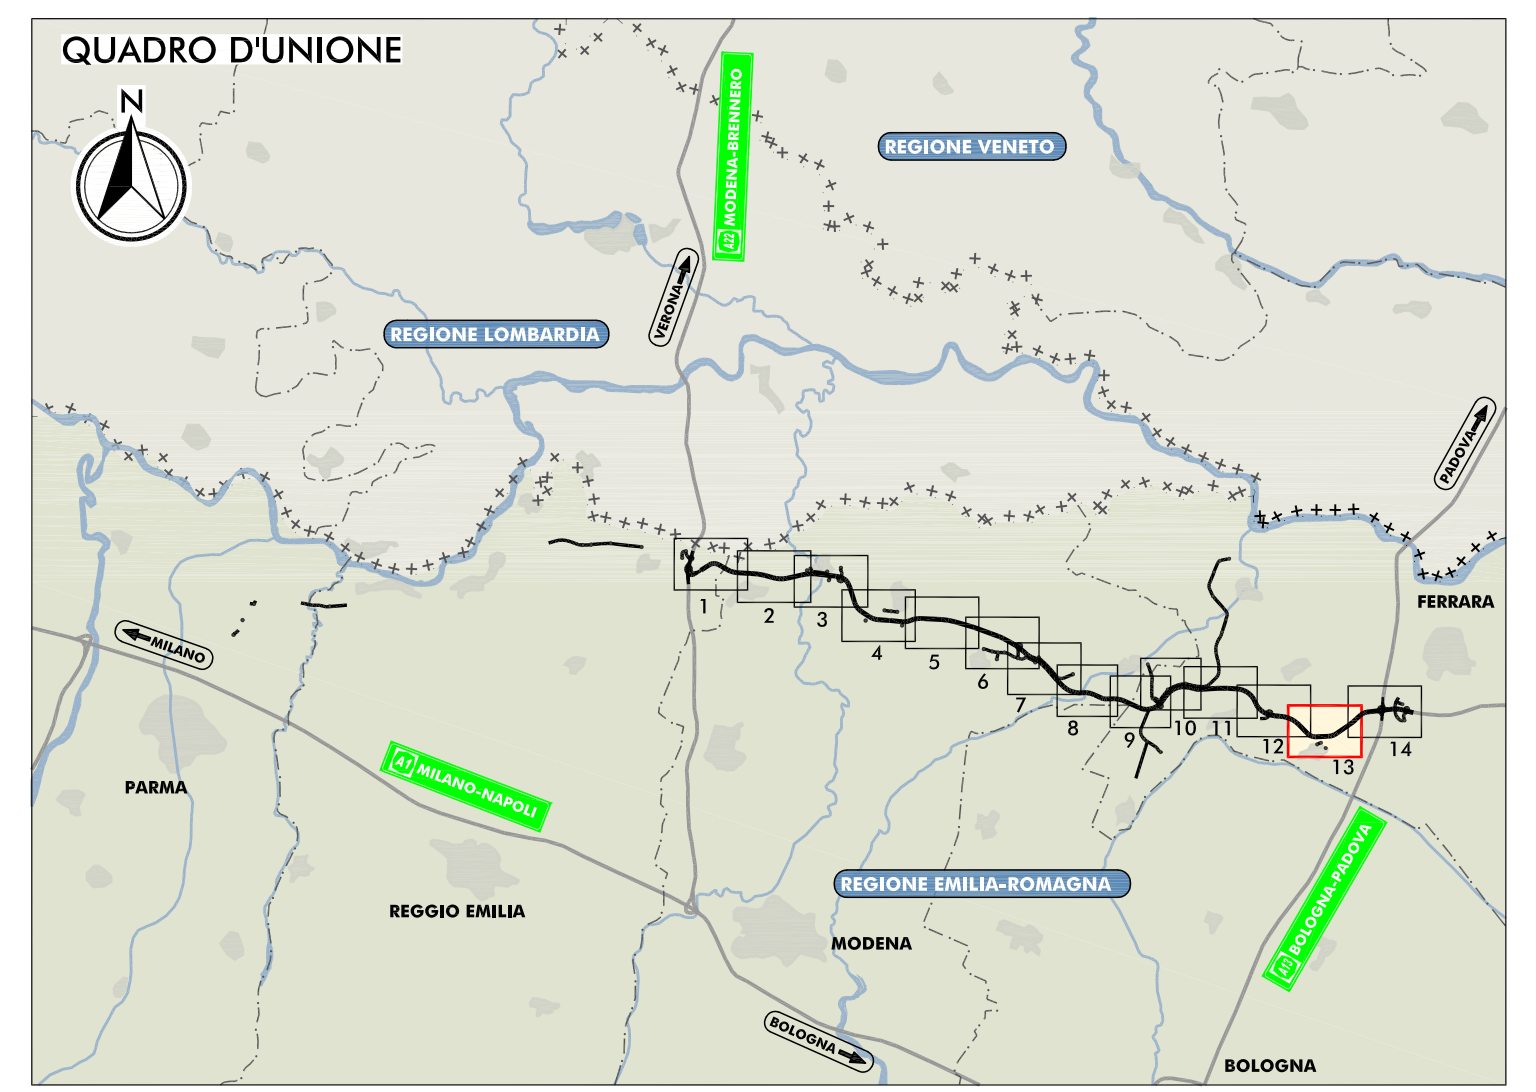 QUADRO D'UNIONE
N
A22 MODENA-BRENNERO
REGIONE VENETO
VERONA
REGIONE LOMBARDIA
PADOVA
FERRARA
MILANO
1
2
3
4
5
6
7
8
9
10
11
12
13
14
PARMA
A1 MILANO-NAPOLI
REGIONE EMILIA-ROMAGNA
A13 BOLOGNA-PADOVA
REGGIO EMILIA
MODENA
BOLOGNA
BOLOGNA